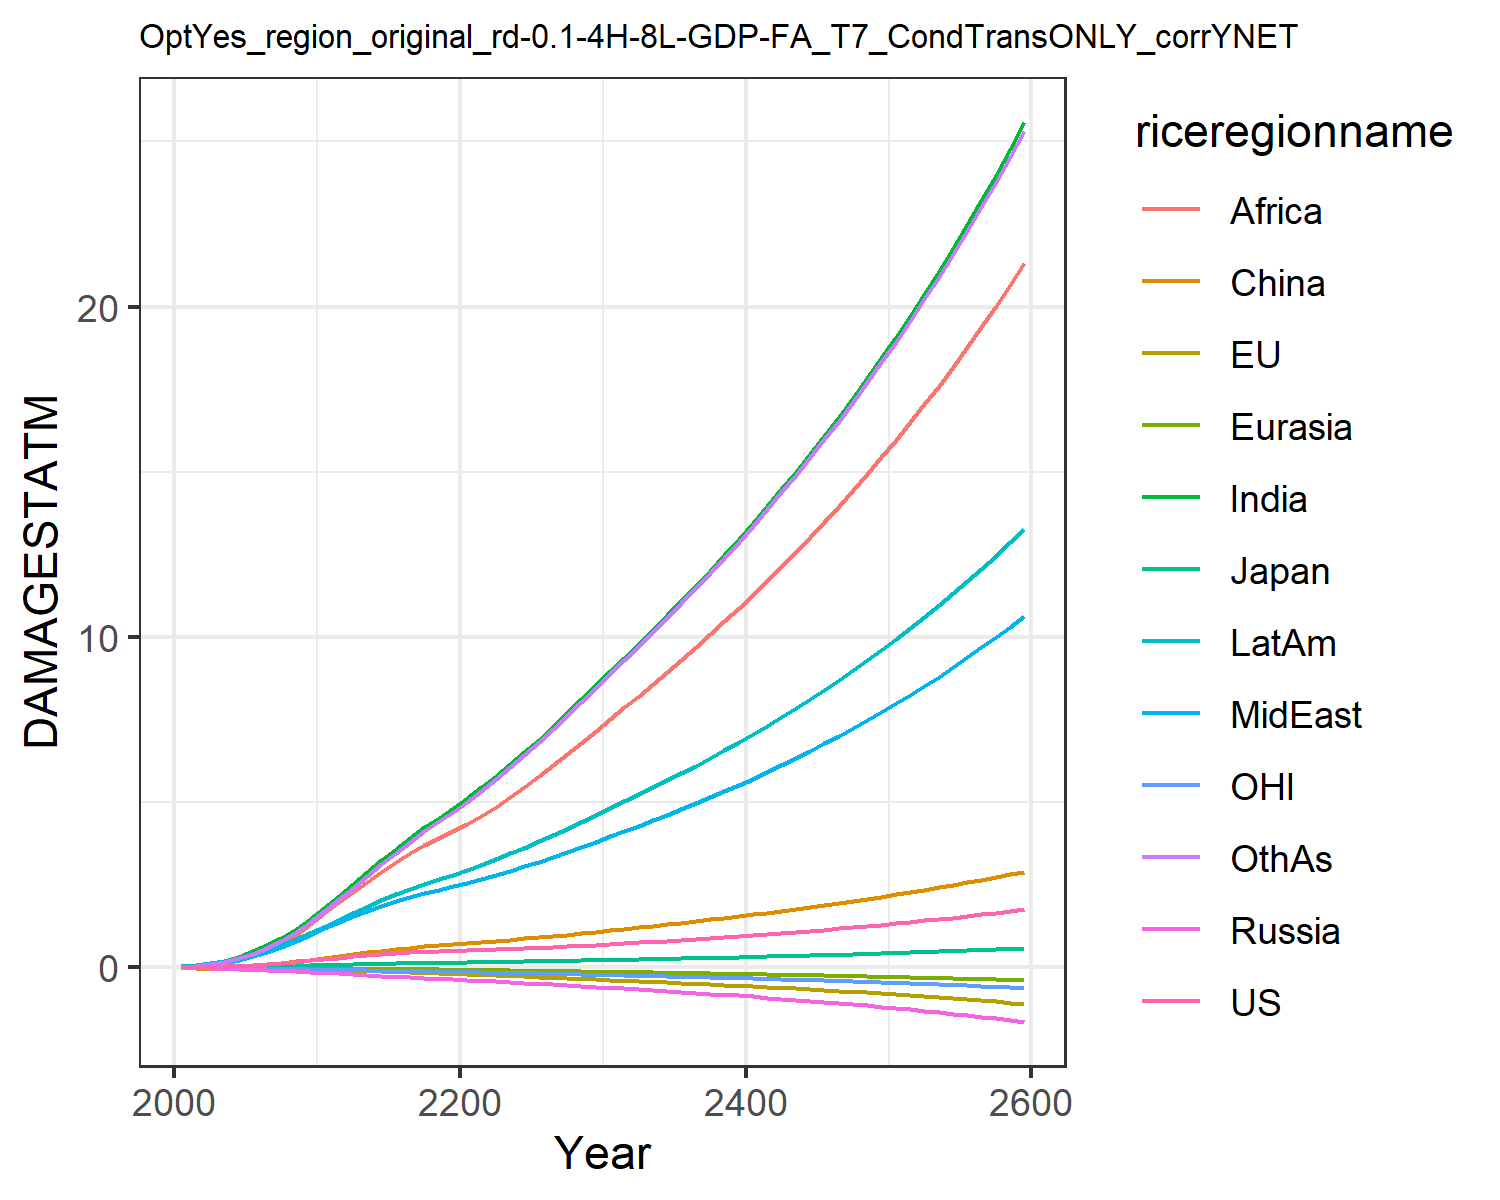 OptYes_region_original_rd-0.1-4H-8L-GDP-FA_T7_CondTransONLY_corrYNET
DAMAGESTATM
20
10
0
2000 2200 2400 2600
Year
riceregionname
Africa
China
EU
Eurasia
India
Japan
LatAm
MidEast
OHI
OthAs
Russia
US